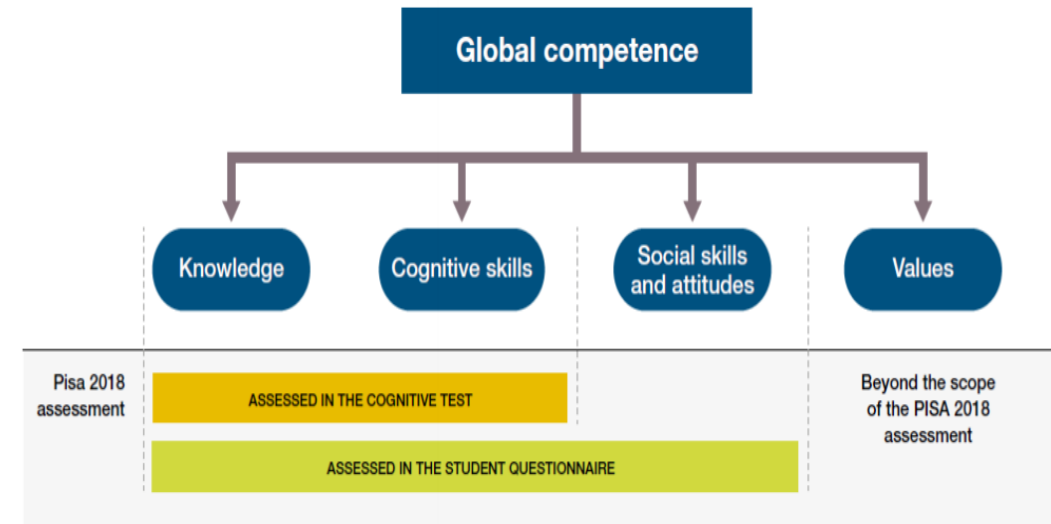 Global competence
Knowledge
Cognitive skills
Social skills
and attitudes
Values
Pisa 2018
assessment
ASSESSED IN THE COGNITIVE TEST
ASSESSED IN THE STUDENT QUESTIONNAIRE
Beyond the scope
of the PISA 2018
assessment